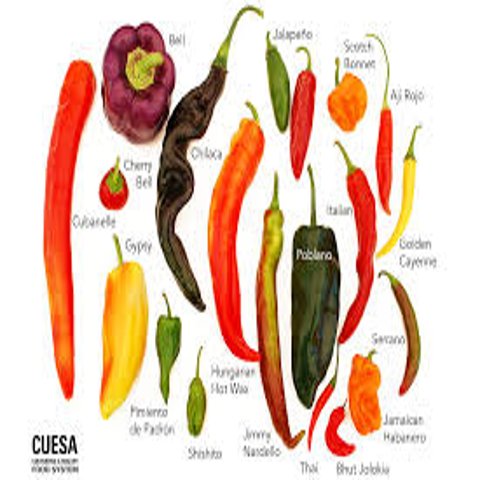 Bell
Jalapeño
Scotch
Bonnet
Aji Rojo
Chilaca
Cherry
Bell
Cubanelle
Italian
Golden
Cayenne
Gypsy
Poblano
Serrano
Hungarian
Hot Wax
Pimiento
de Padrón
Jamaican
Habanero
Jimmy
Nardello
Shishito
Thai
Bhut Jolokia
CUESA